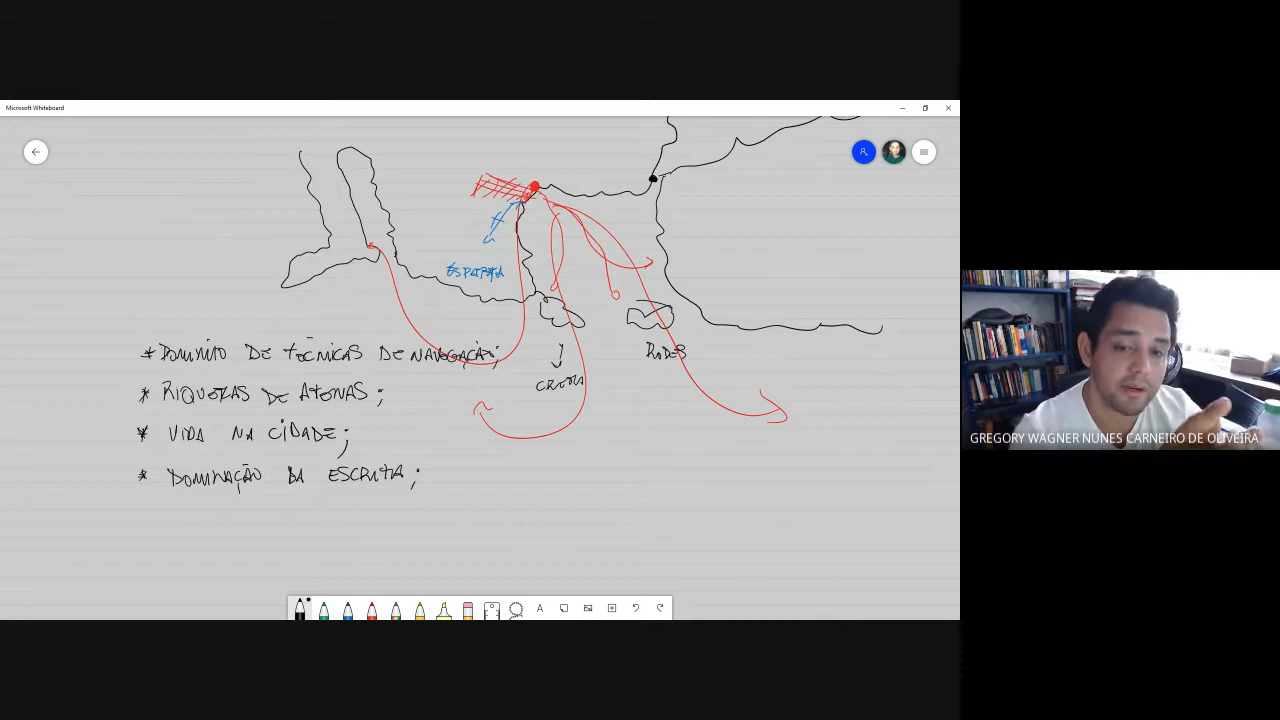 Microsoft Whiteboard
ESPARTA
RODES
CRETA
* DOMINIO DE TÉCNICAS DE NAVEGAÇÃO;
* RIQUEZAS DE ATENAS;
* VIDA NA CIDADE;
* DOMINAÇÃO DA ESCRITA;
GREGORY WAGNER NUNES CARNEIRO DE OLIVEIRA
A